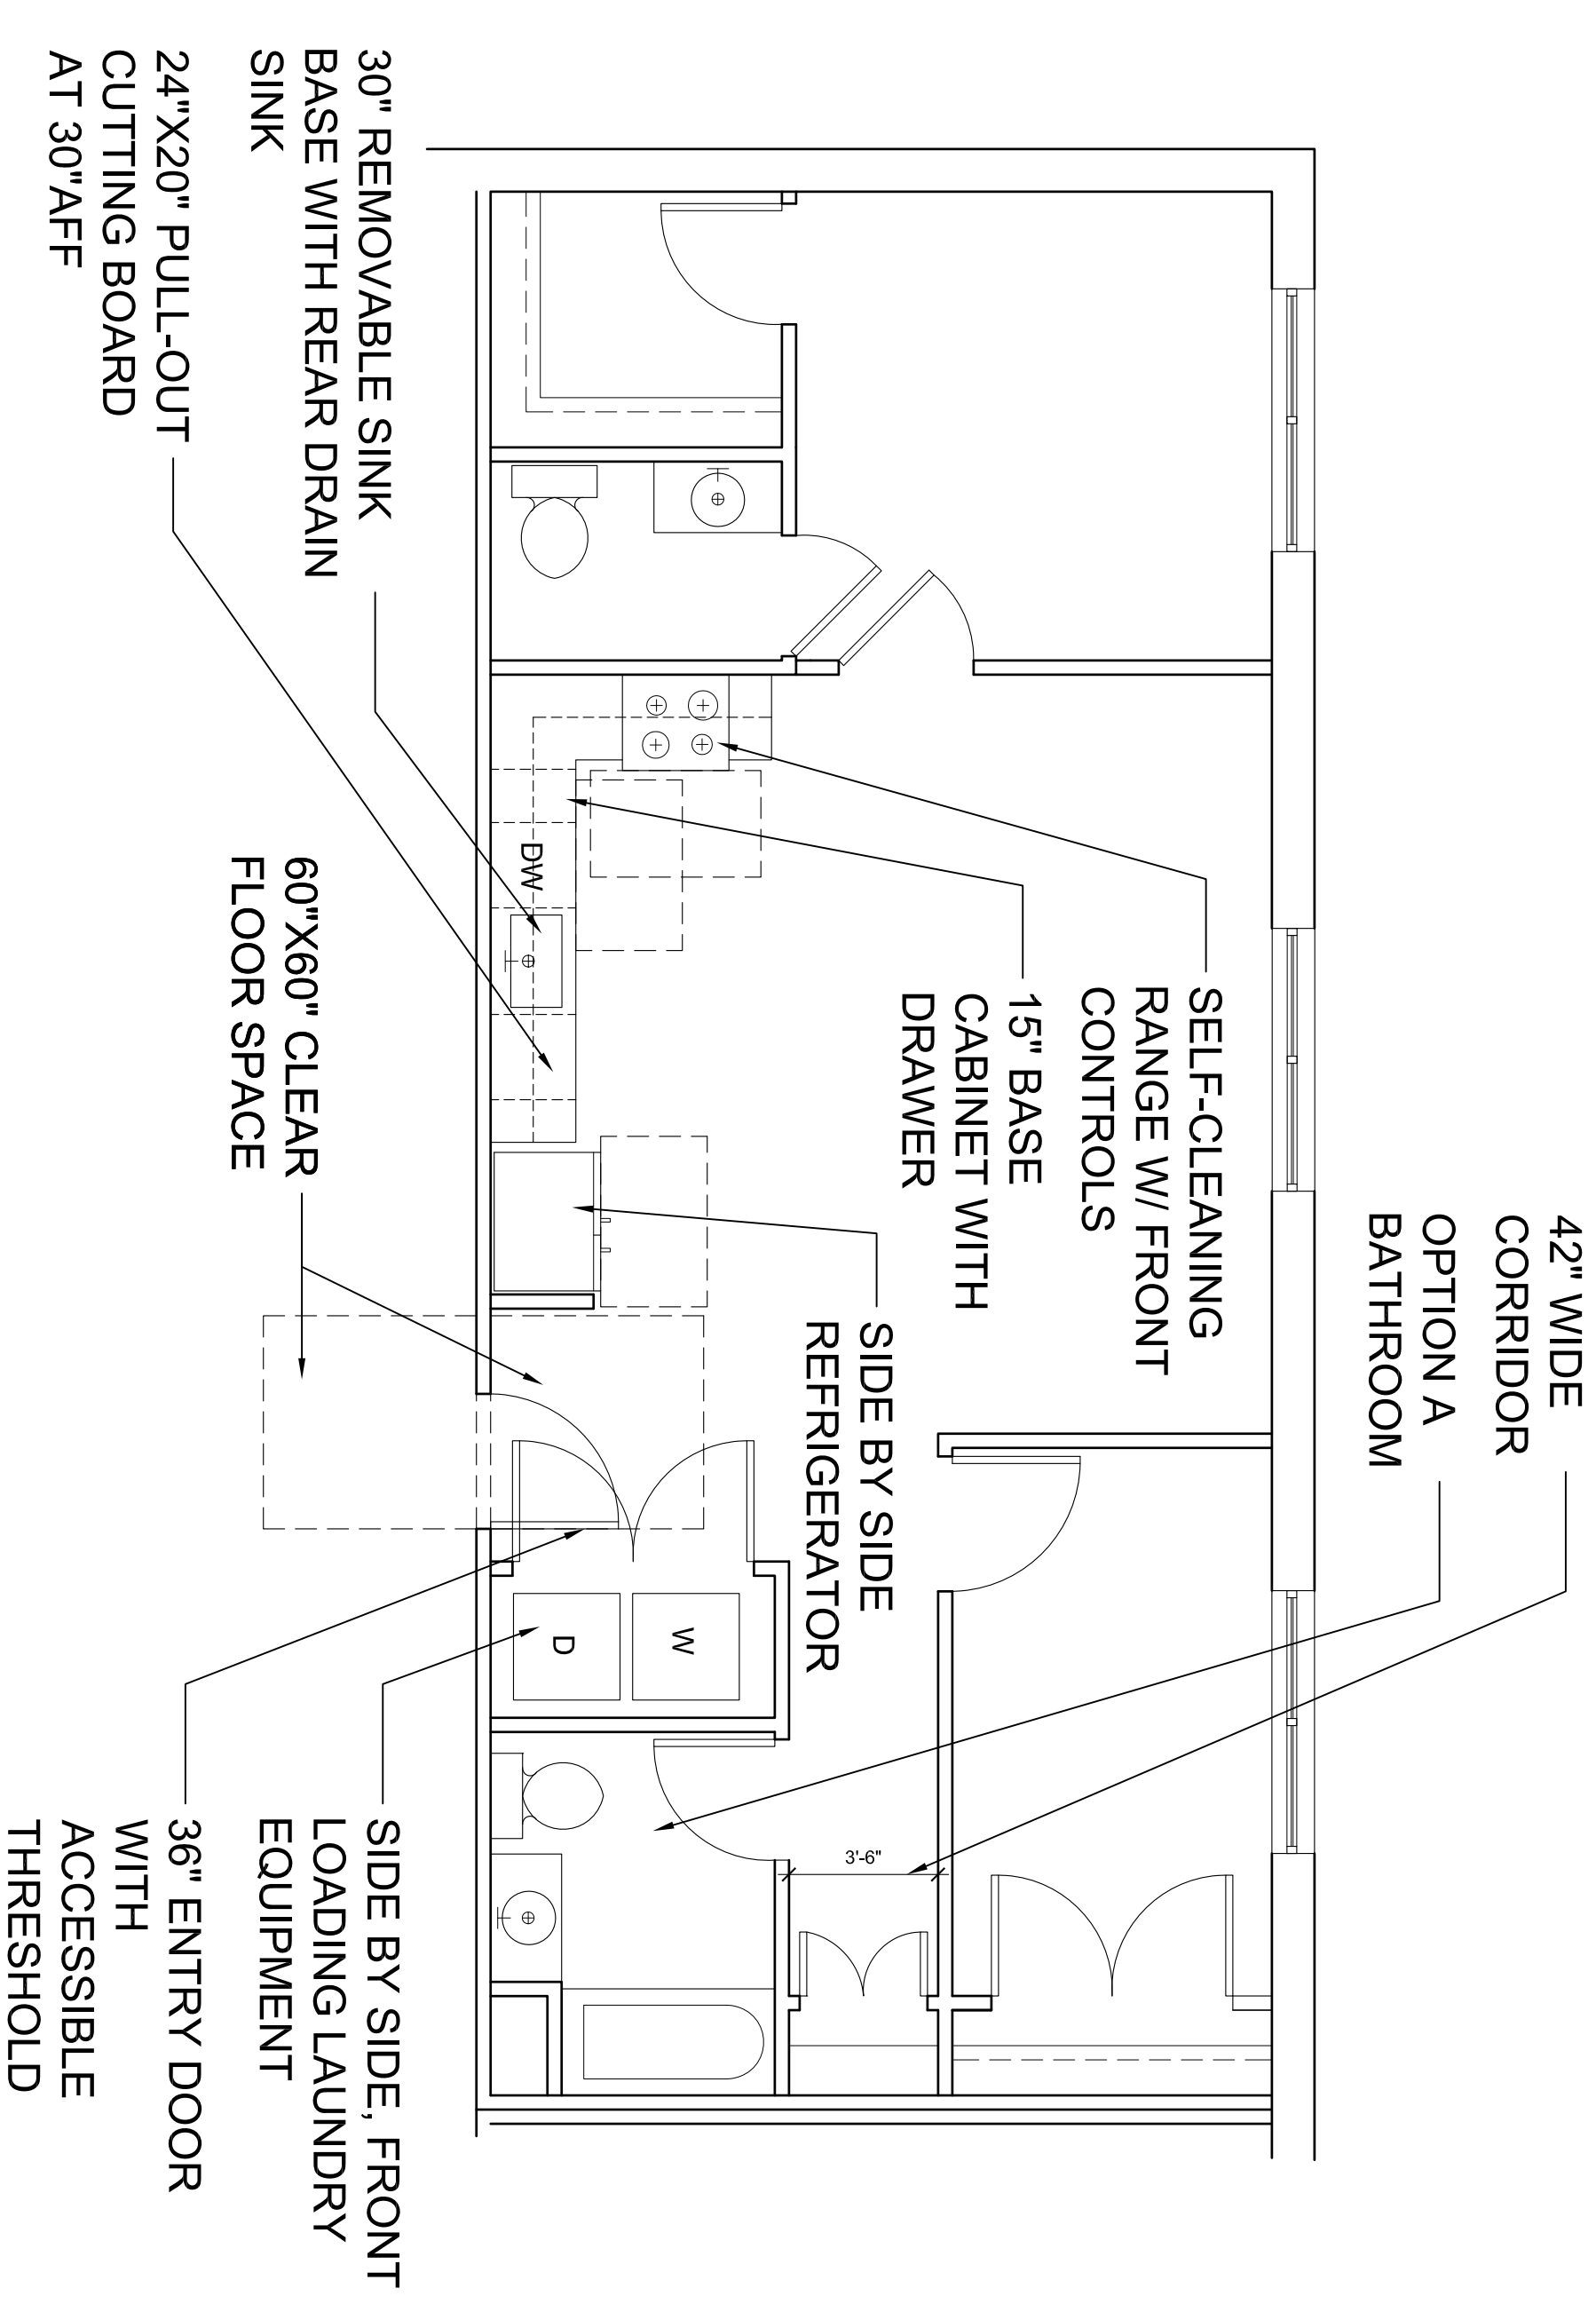 42" WIDE
CORRIDOR
OPTION A
BATHROOM
SELF-CLEANING
RANGE W/ FRONT
CONTROLS
15" BASE
CABINET WITH
DRAWER
SIDE BY SIDE
REFRIGERATOR
3'-6"
W
D
DW
30" REMOVABLE SINK
BASE WITH REAR DRAIN
SINK
24"X20" PULL-OUT
CUTTING BOARD
AT 30"AFF
60"X60" CLEAR
FLOOR SPACE
SIDE BY SIDE, FRONT
LOADING LAUNDRY
EQUIPMENT
36" ENTRY DOOR
WITH
ACCESSIBLE
THRESHOLD